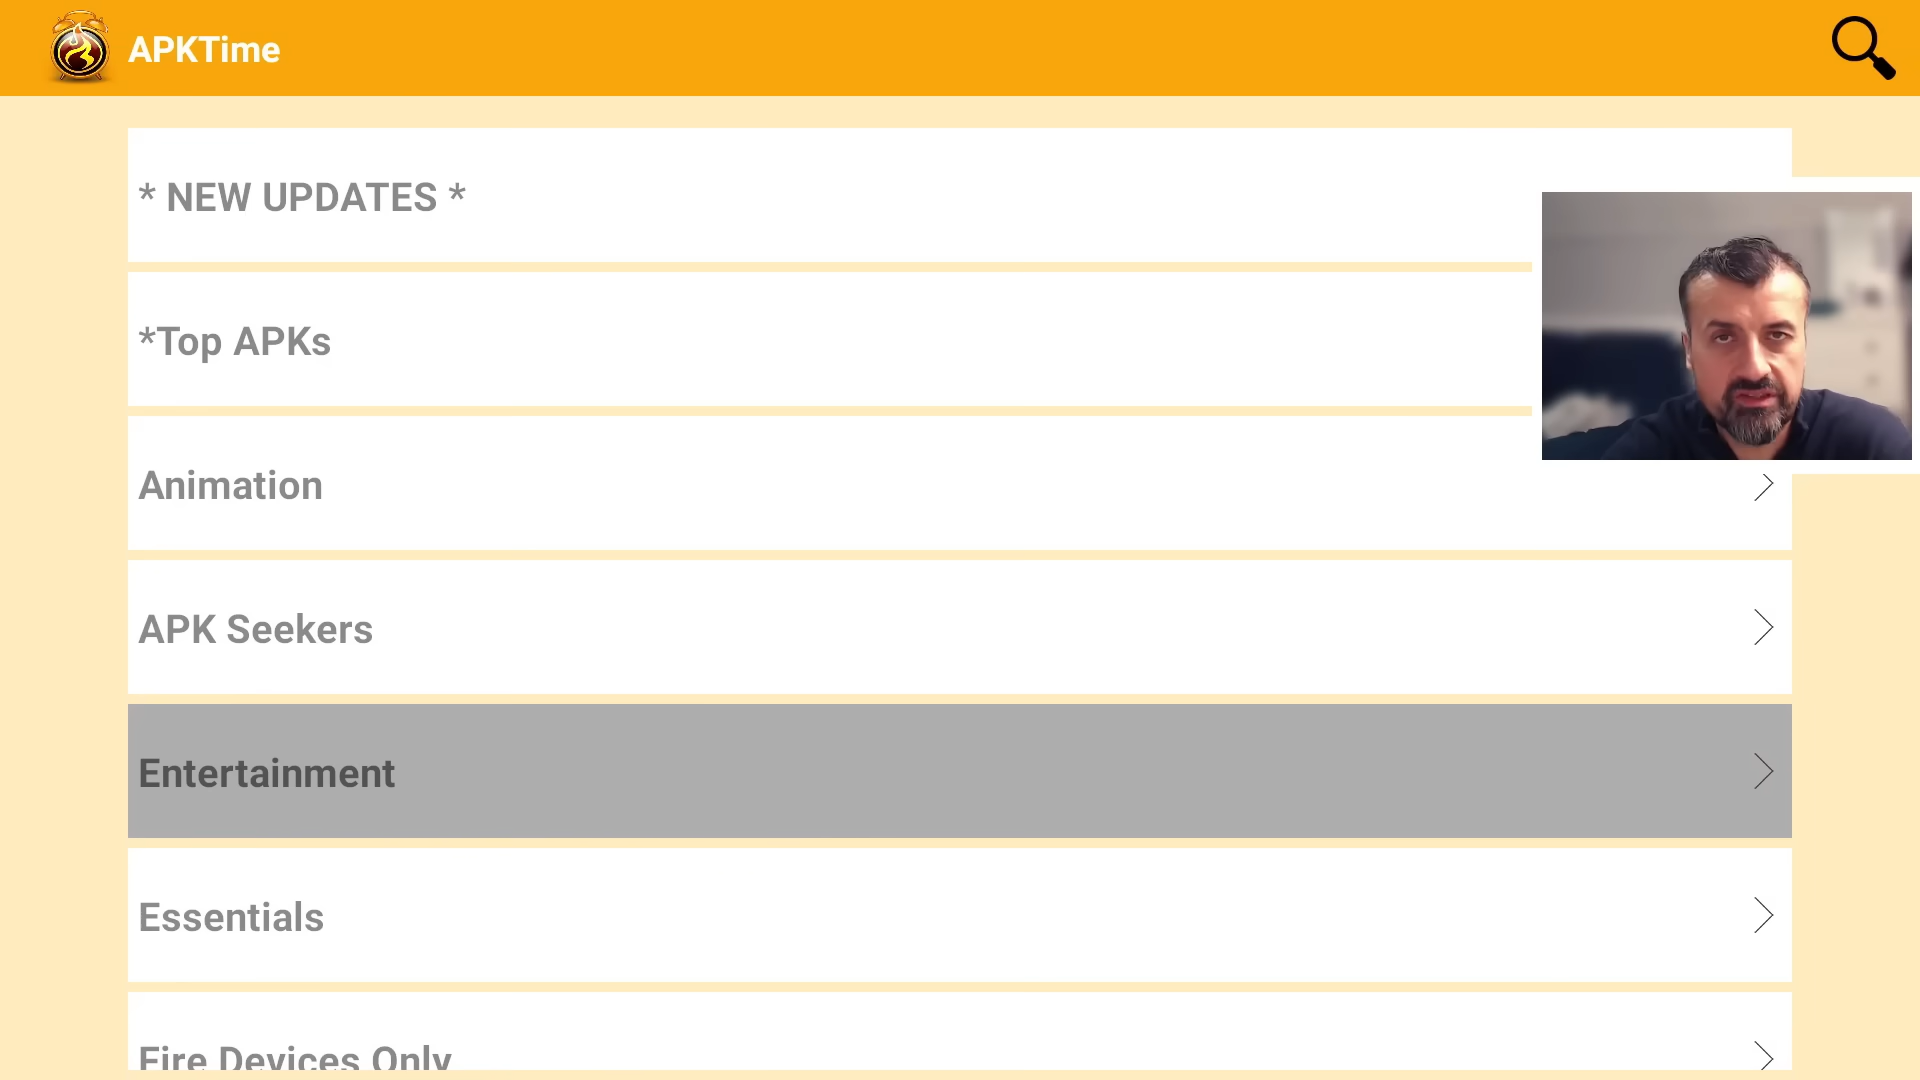 APKTime
* NEW UPDATES *
*Top APKs
Animation
APK Seekers
Entertainment
Essentials
Fire Devices Only